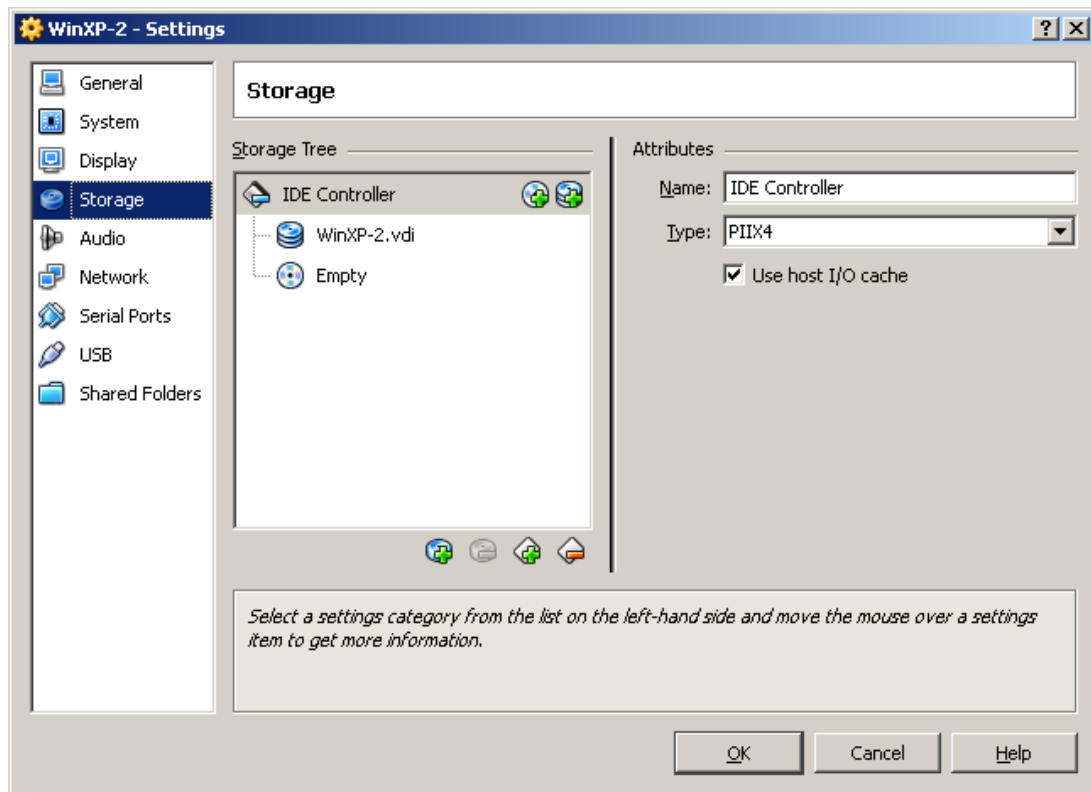 WinXP-2 - Settings
General
System
Display
Storage
Audio
Network
Serial Ports
USB
Shared Folders
Storage
Storage Tree
IDE Controller
WinXP-2.vdi
Empty
Attributes
Name: IDE Controller
Type: PIIX4
Use host I/O cache
Select a settings category from the list on the left-hand side and move the mouse over a settings
item to get more information.
OK Cancel Help